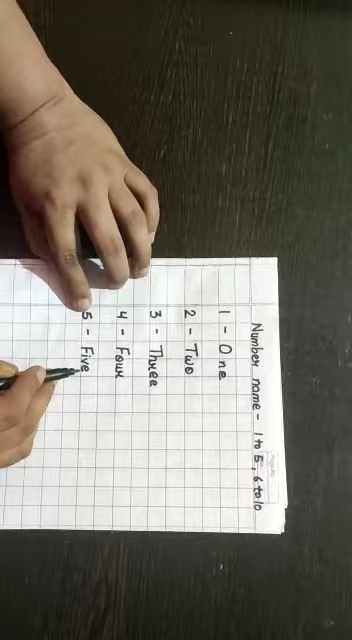 Number name - 1 to 5, 6 to 10
1 - One
2 - Two
3 - Three
4 - Four
5 - Five